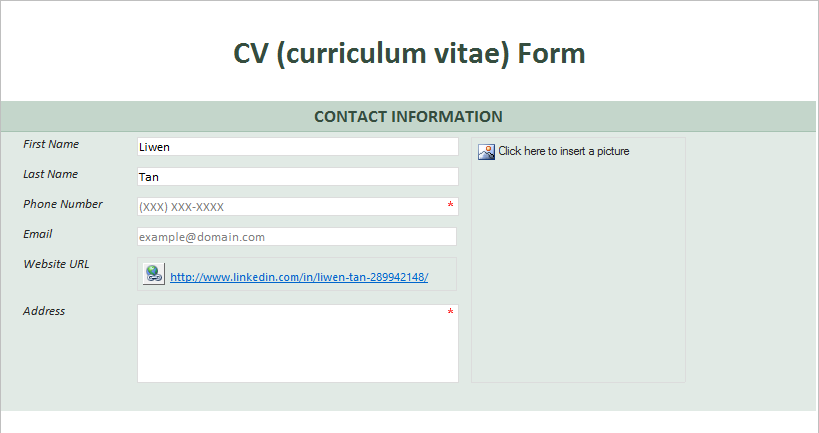 CV (curriculum vitae) Form
CONTACT INFORMATION
First Name
Liwen
Click here to insert a picture
Last Name
Tan
Phone Number
(XXX) XXX-XXXX *
Email
example@domain.com
Website URL
http://www.linkedin.com/in/liwen-tan-289942148/
Address
*